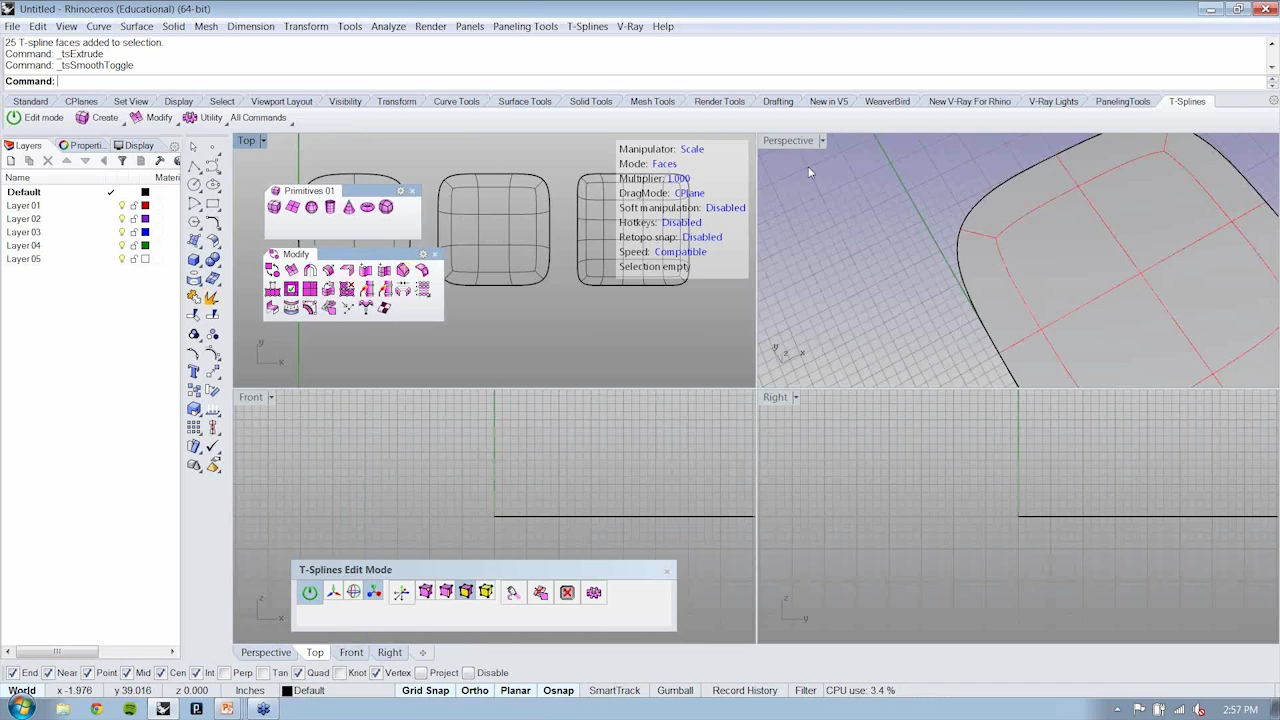 Untitled - Rhinoceros (Educational) (64-bit)
File Edit View Curve Surface Solid Mesh Dimension Transform Tools Analyze Render Panels Paneling Tools T-Splines V-Ray Help
25 T-spline faces added to selection.
Command: _tsExtrude
Command: _tsSmoothToggle
Command:
Standard CPlanes Set View Display Select Viewport Layout Visibility Transform Curve Tools Surface Tools Solid Tools Mesh Tools Render Tools Drafting New in V5 WeaverBird New V-Ray For Rhino V-Ray Lights PanelingTools T-Splines
Edit mode Create Modify Utility All Commands
Layers Properti... Display
Name Materi
Default
Layer 01
Layer 02
Layer 03
Layer 04
Layer 05
Top
Perspective
Manipulator: Scale
Mode: Faces
Multiplier: 1.000
DragMode: CPlane
Soft manipulation: Disabled
Hotkeys: Disabled
Retopo snap: Disabled
Speed: Compatible
Selection empty
Primitives 01
Modify
y
x
y z x
Front
Right
T-Splines Edit Mode
z
x
z
y
Perspective Top Front Right
End Near Point Mid Cen Int Perp Tan Quad Knot Vertex Project Disable
World x -1.976 y 39.016 z 0.000 Inches Default Grid Snap Ortho Planar Osnap SmartTrack Gumball Record History Filter CPU use: 3.4 %
2:57 PM